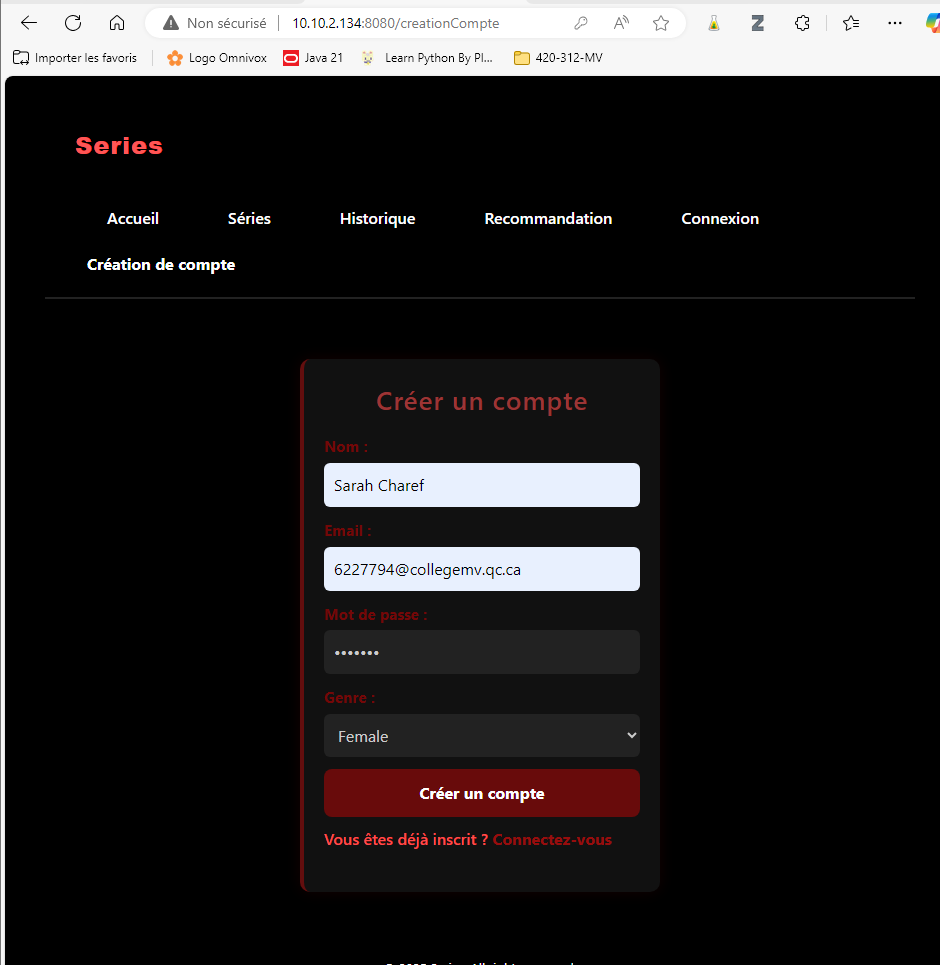 Non sécurisé 10.10.2.134:8080/creationCompte
Importer les favoris Logo Omnivox Java 21 Learn Python By Pl... 420-312-MV
Series
Accueil Séries Historique Recommandation Connexion
Création de compte
Créer un compte
Nom :
Sarah Charef
Email :
6227794@collegemv.qc.ca
Mot de passe :
•••••••
Genre :
Female
Créer un compte
Vous êtes déjà inscrit ? Connectez-vous